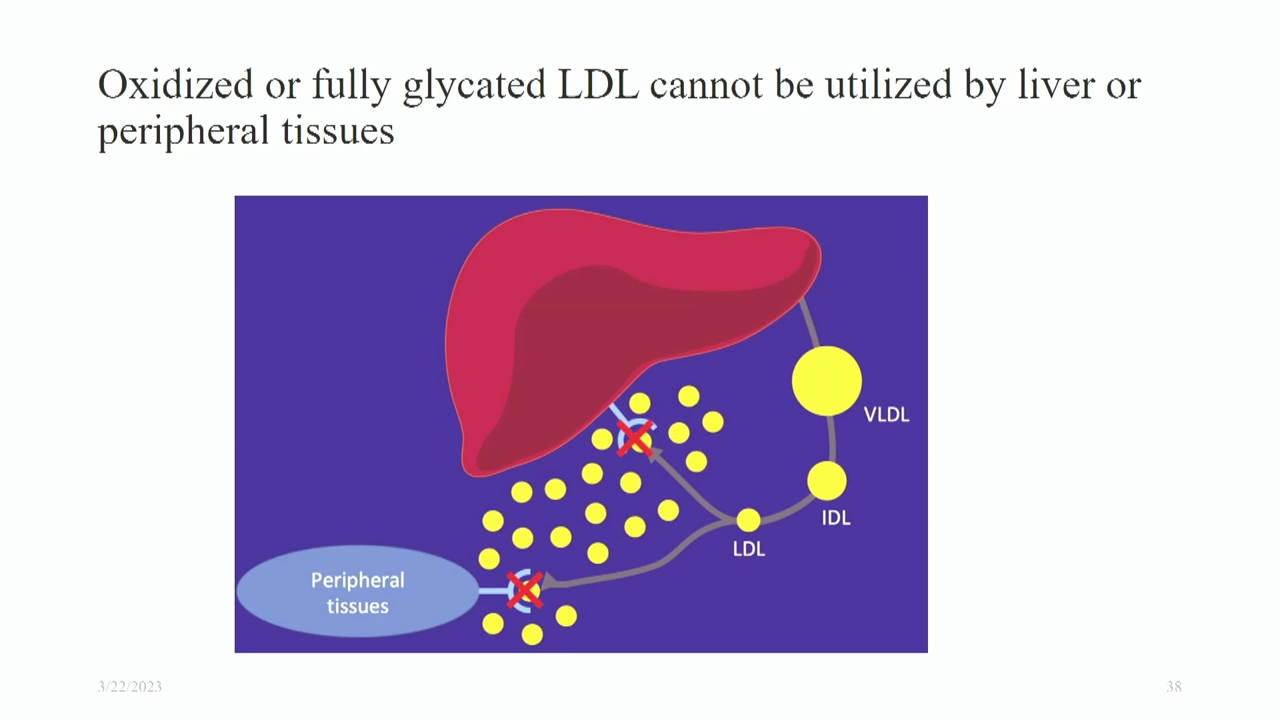 Oxidized or fully glycated LDL cannot be utilized by liver or
peripheral tissues
VLDL
IDL
LDL
Peripheral
tissues
3/22/2023
38